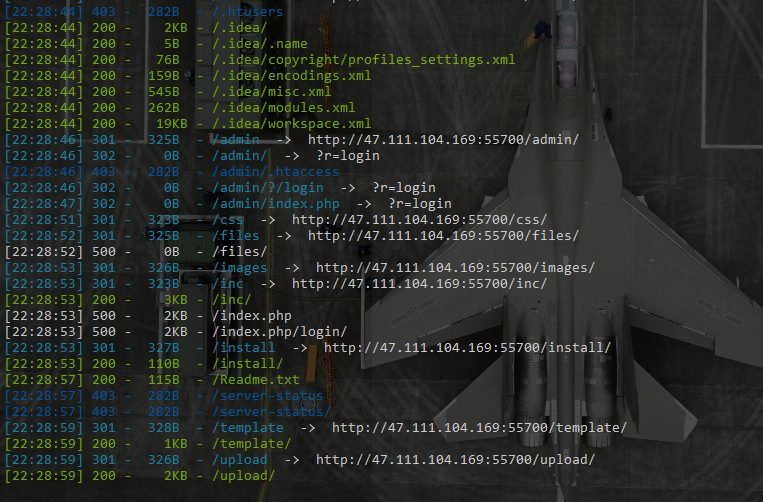 [22:28:44] 403 -  282B  - /.htusers
[22:28:44] 200 -    2KB - /.idea/
[22:28:44] 200 -    5B  - /.idea/.name
[22:28:44] 200 -   76B  - /.idea/copyright/profiles_settings.xml
[22:28:44] 200 -  159B  - /.idea/encodings.xml
[22:28:44] 200 -  545B  - /.idea/misc.xml
[22:28:44] 200 -  262B  - /.idea/modules.xml
[22:28:44] 200 -   19KB - /.idea/workspace.xml
[22:28:46] 301 -  325B  - /admin  ->  http://47.111.104.169:55700/admin/
[22:28:46] 302 -    0B  - /admin/  ->  ?r=login
[22:28:46] 403 -  282B  - /admin/.htaccess
[22:28:46] 302 -    0B  - /admin/?/login  ->  ?r=login
[22:28:47] 302 -    0B  - /admin/index.php  ->  ?r=login
[22:28:51] 301 -  323B  - /css  ->  http://47.111.104.169:55700/css/
[22:28:52] 301 -  325B  - /files  ->  http://47.111.104.169:55700/files/
[22:28:52] 500 -    0B  - /files/
[22:28:53] 301 -  326B  - /images  ->  http://47.111.104.169:55700/images/
[22:28:53] 301 -  323B  - /inc  ->  http://47.111.104.169:55700/inc/
[22:28:53] 200 -    3KB - /inc/
[22:28:53] 500 -    2KB - /index.php
[22:28:53] 500 -    2KB - /index.php/login/
[22:28:53] 301 -  327B  - /install  ->  http://47.111.104.169:55700/install/
[22:28:53] 200 -  110B  - /install/
[22:28:57] 200 -  115B  - /Readme.txt
[22:28:57] 403 -  282B  - /server-status
[22:28:57] 403 -  282B  - /server-status/
[22:28:59] 301 -  328B  - /template  ->  http://47.111.104.169:55700/template/
[22:28:59] 200 -    1KB - /template/
[22:28:59] 301 -  326B  - /upload  ->  http://47.111.104.169:55700/upload/
[22:28:59] 200 -    2KB - /upload/